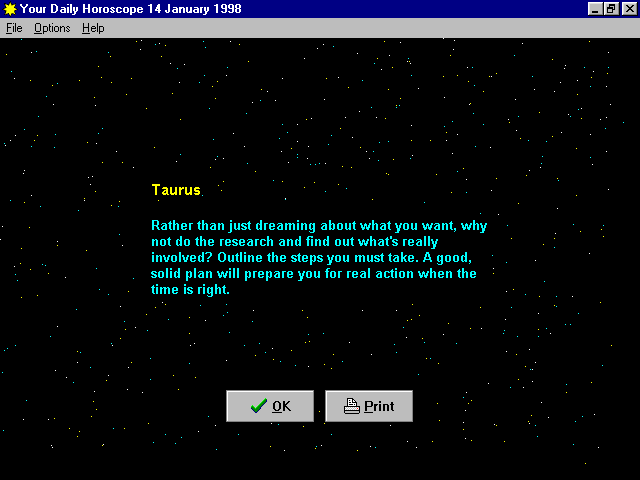 Your Daily Horoscope 14 January 1998
File Options Help
Taurus
Rather than just dreaming about what you want, why
not do the research and find out what's really
involved? Outline the steps you must take. A good,
solid plan will prepare you for real action when the
time is right.
OK Print